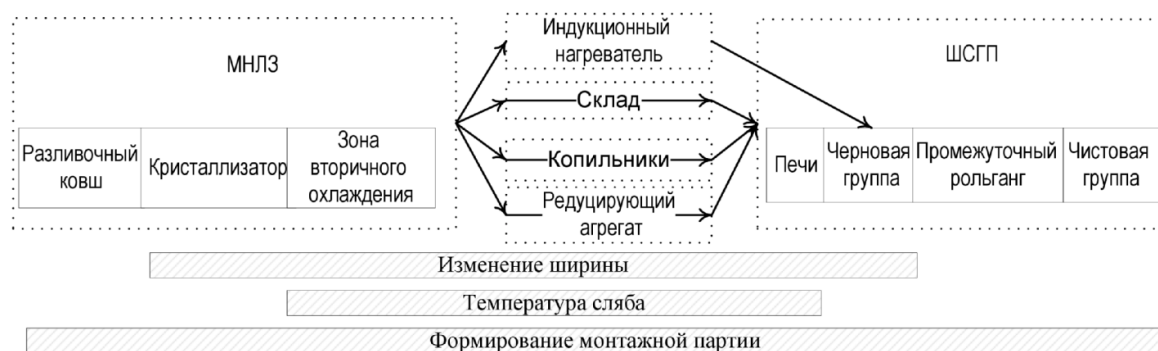 МНЛЗ
Разливочный
ковш
Кристаллизатор
Зона
вторичного
охлаждения
Индукционный
нагреватель
Склад
Копильники
Редуцирующий
агрегат
ШСГП
Печи
Черновая
группа
Промежуточный
рольганг
Чистовая
группа
Изменение ширины
Температура сляба
Формирование монтажной партии